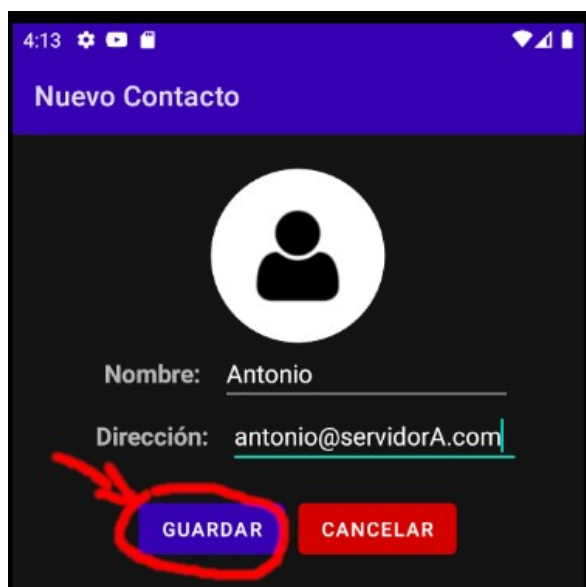 4:13
Nuevo Contacto
Nombre: Antonio
Dirección: antonio@servidorA.com
GUARDAR CANCELAR